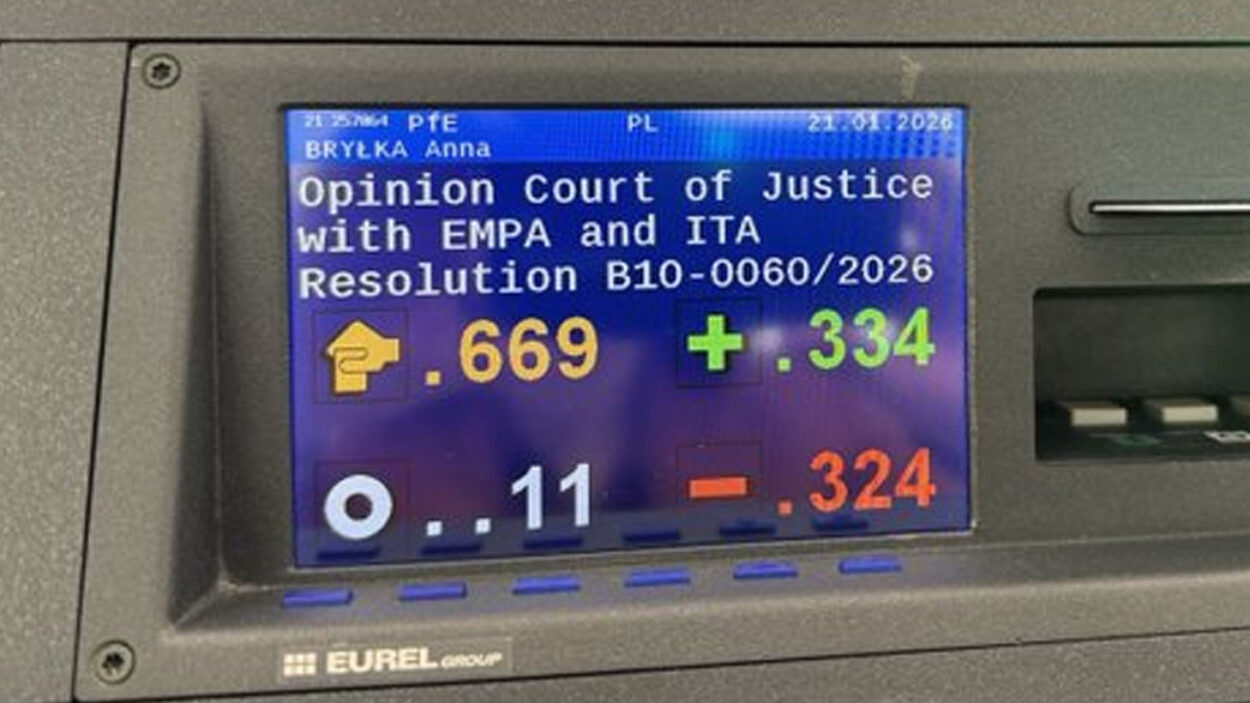 21 257864 PfE PL 21.01.2026
BRYŁKA Anna
Opinion Court of Justice
with EMPA and ITA
Resolution B10-0060/2026
.669 + .334
..11 - .324
EUREL GROUP